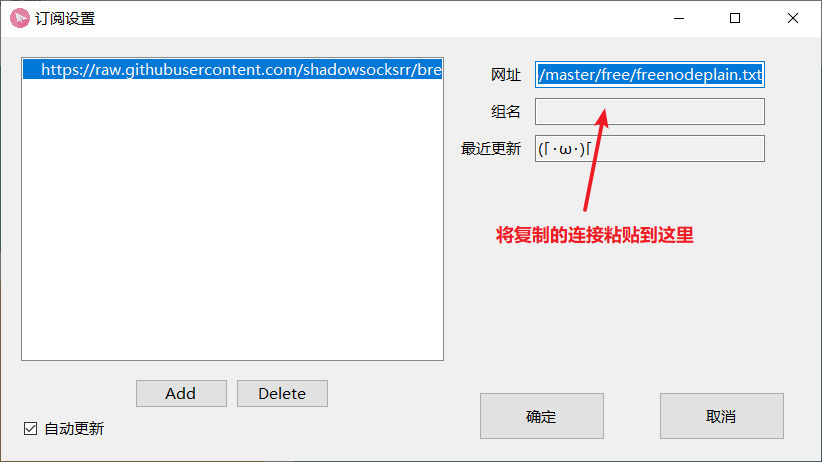 订阅设置
https://raw.githubusercontent.com/shadowsocksrr/bre
网址
/master/free/freenodeplain.txt
组名
最近更新
(｢･ω･)｢
将复制的连接粘贴到这里
Add
Delete
自动更新
确定
取消